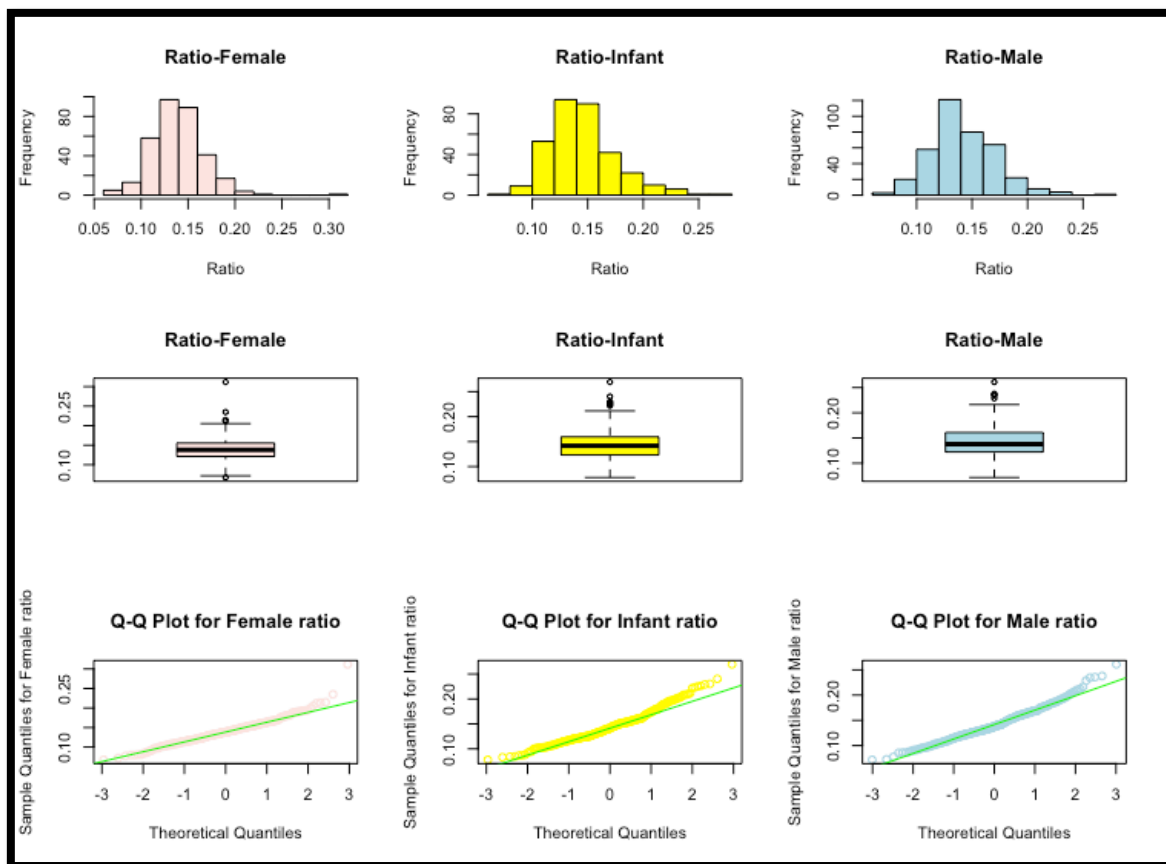 Ratio-Female
Ratio-Infant
Ratio-Male
Frequency
0 40 80
0.05 0.10 0.15 0.20 0.25 0.30
Ratio
Frequency
0 40 80
0.10 0.15 0.20 0.25
Ratio
Frequency
0 40 100
0.10 0.15 0.20 0.25
Ratio
Ratio-Female
Ratio-Infant
Ratio-Male
0.10 0.25
0.10 0.20
0.10 0.20
Q-Q Plot for Female ratio
Q-Q Plot for Infant ratio
Q-Q Plot for Male ratio
Sample Quantiles for Female ratio
0.10 0.25
-3 -2 -1 0 1 2 3
Theoretical Quantiles
Sample Quantiles for Infant ratio
0.10 0.20
-3 -2 -1 0 1 2 3
Theoretical Quantiles
Sample Quantiles for Male ratio
0.10 0.20
-3 -2 -1 0 1 2 3
Theoretical Quantiles